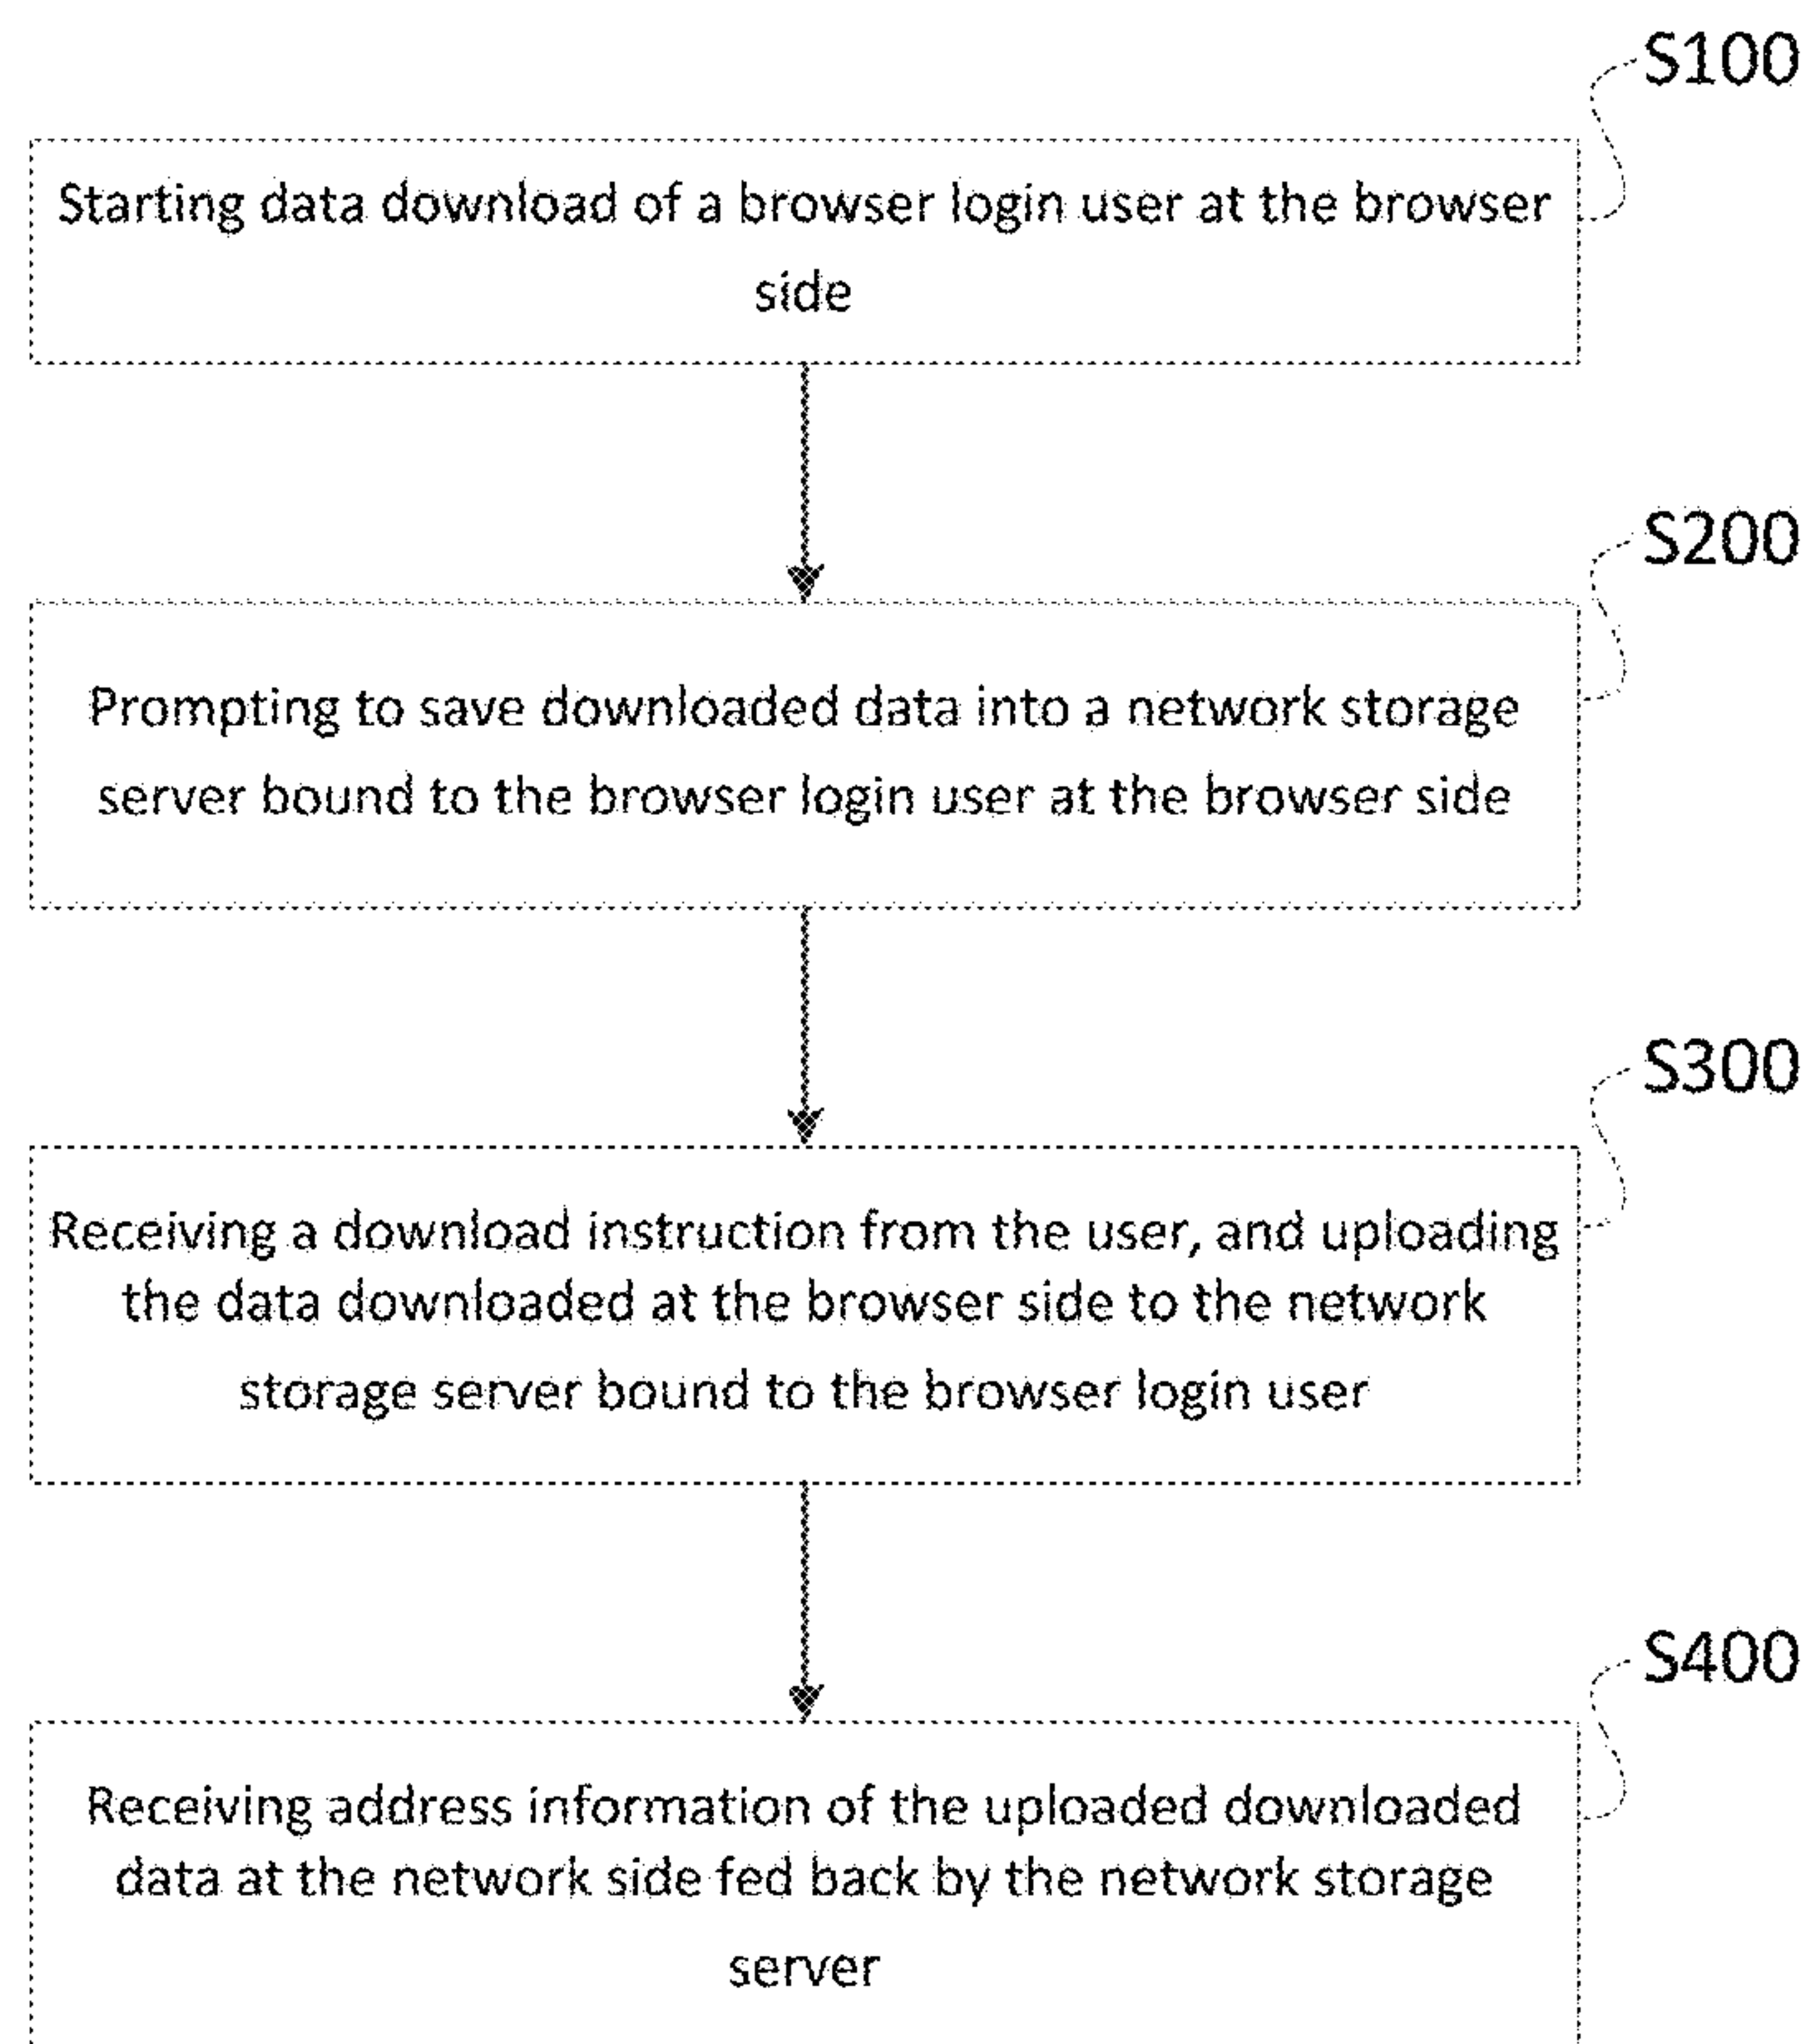 S100
Starting data download of a browser login user at the browser
side
S200
Prompting to save downloaded data into a network storage
server bound to the browser login user at the browser side
S300
Receiving a download instruction from the user, and uploading
the data downloaded at the browser side to the network
storage server bound to the browser login user
S400
Receiving address information of the uploaded downloaded
data at the network side fed back by the network storage
server